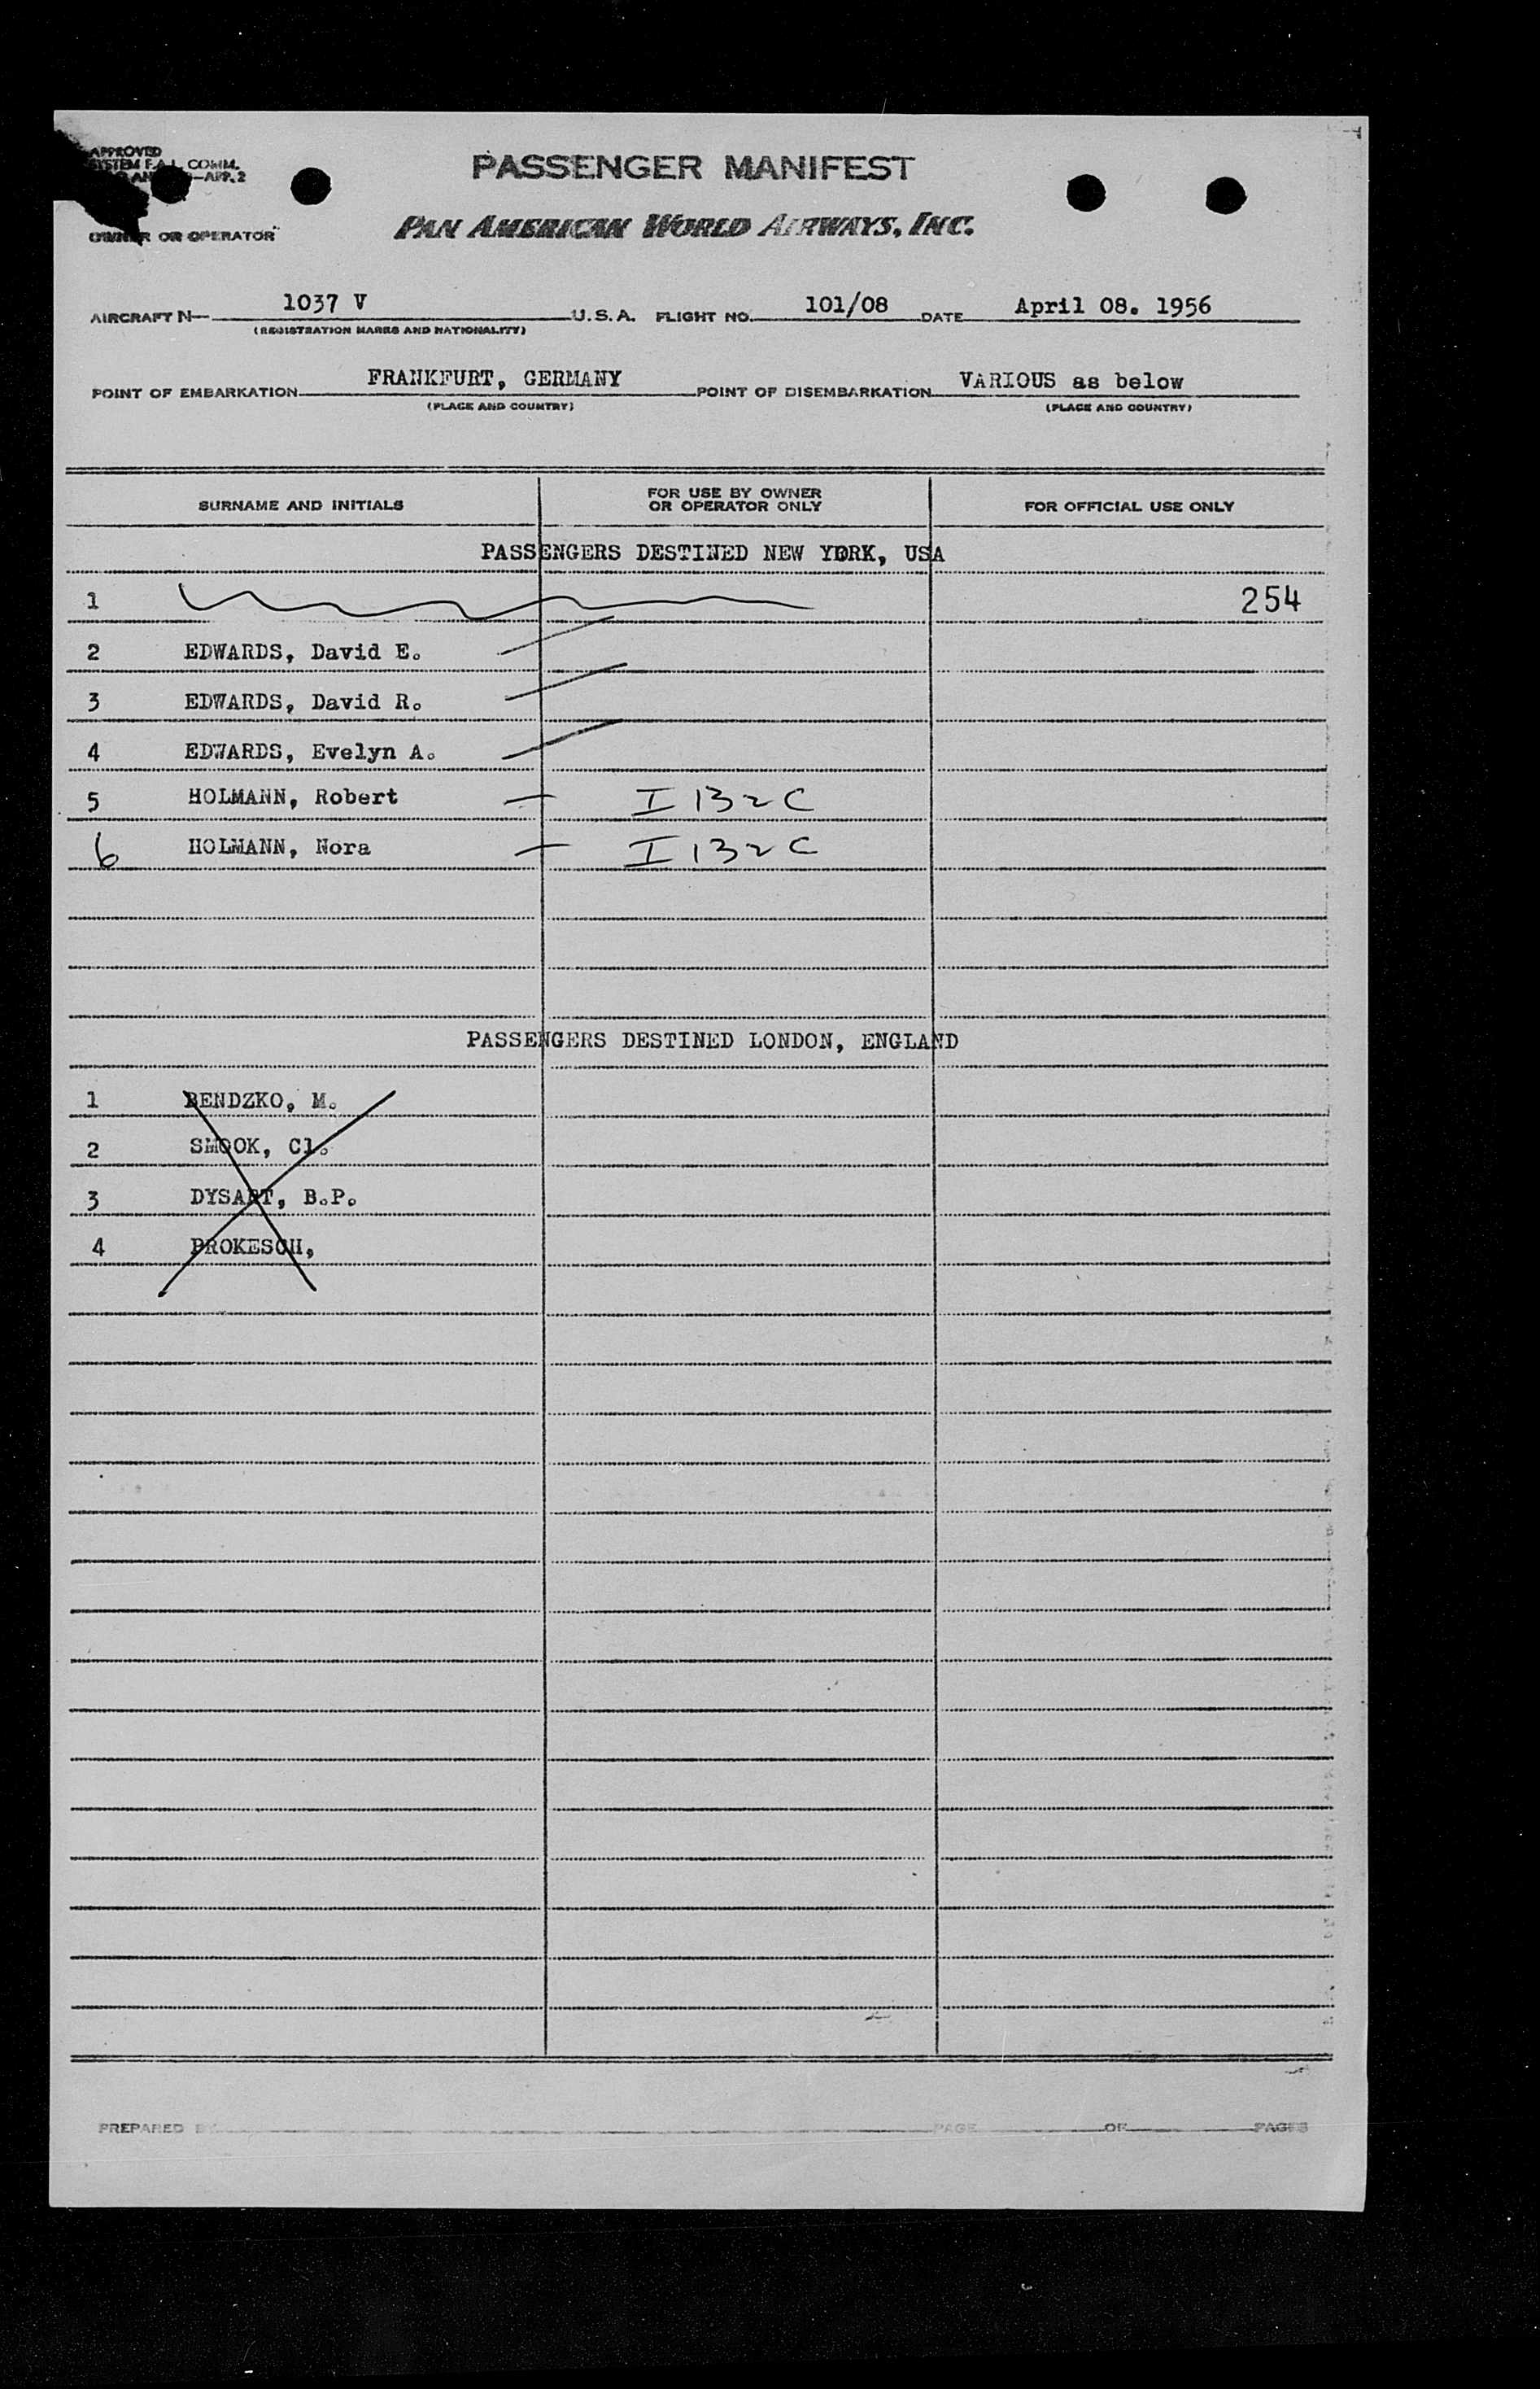 APPROVED
SYSTEM F.A.L. COMM.
—APP. 2
PASSENGER MANIFEST
OWNER OR OPERATOR
PAN AMERICAN WORLD AIRWAYS, INC.
AIRCRAFT N— 1037 V U.S.A. FLIGHT NO. 101/08 DATE April 08. 1956
(REGISTRATION MARKS AND NATIONALITY)
POINT OF EMBARKATION FRANKFURT, GERMANY POINT OF DISEMBARKATION VARIOUS as below
(PLACE AND COUNTRY) (PLACE AND COUNTRY)
SURNAME AND INITIALS FOR USE BY OWNER OR OPERATOR ONLY FOR OFFICIAL USE ONLY
PASSENGERS DESTINED NEW YORK, USA
1 254
2 EDWARDS, David E.
3 EDWARDS, David R.
4 EDWARDS, Evelyn A.
5 HOLMANN, Robert I 132 C
6 HOLMANN, Nora I 132 C
PASSENGERS DESTINED LONDON, ENGLAND
1 BENDZKO, M.
2 SMOOK, Cl.
3 DYSART, B.P.
4 PROKESCH,
PREPARED BY PAGE OF PAGES